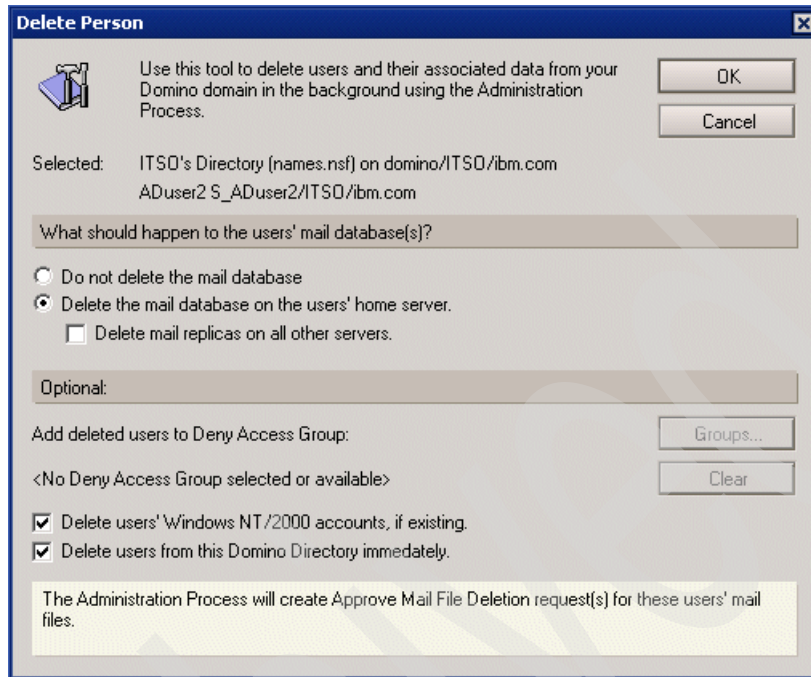 Delete Person
Use this tool to delete users and their associated data from your
Domino domain in the background using the Administration
Process.
OK
Cancel
Selected: ITSO's Directory (names.nsf) on domino/ITSO/ibm.com
ADuser2 S_ADuser2/ITSO/ibm.com
What should happen to the users' mail database(s)?
Do not delete the mail database
Delete the mail database on the users' home server.
Delete mail replicas on all other servers.
Optional:
Add deleted users to Deny Access Group:
Groups...
<No Deny Access Group selected or available>
Clear
Delete users' Windows NT/2000 accounts, if existing.
Delete users from this Domino Directory immedately.
The Administration Process will create Approve Mail File Deletion request(s) for these users' mail
files.